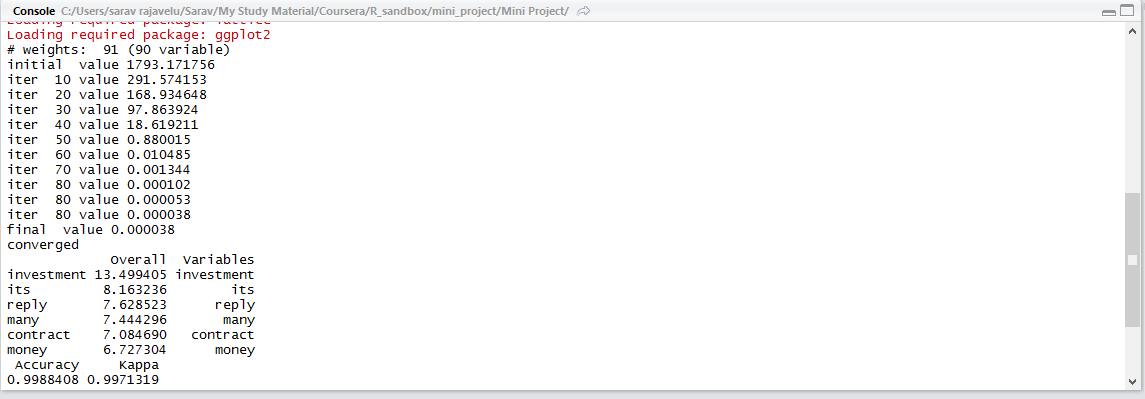 Console C:/Users/sarav rajavelu/Sarav/My Study Material/Coursera/R_sandbox/mini_project/Mini Project/
Loading required package: lattice
Loading required package: ggplot2
# weights:  91 (90 variable)
initial  value 1793.171756
iter  10 value 291.574153
iter  20 value 168.934648
iter  30 value 97.863924
iter  40 value 18.619211
iter  50 value 0.880015
iter  60 value 0.010485
iter  70 value 0.001344
iter  80 value 0.000102
iter  80 value 0.000053
iter  80 value 0.000038
final  value 0.000038
converged
Overall  Variables
investment 13.499405 investment
its         8.163236        its
reply       7.628523      reply
many        7.444296       many
contract    7.084690   contract
money       6.727304      money
Accuracy     Kappa
0.9988408 0.9971319